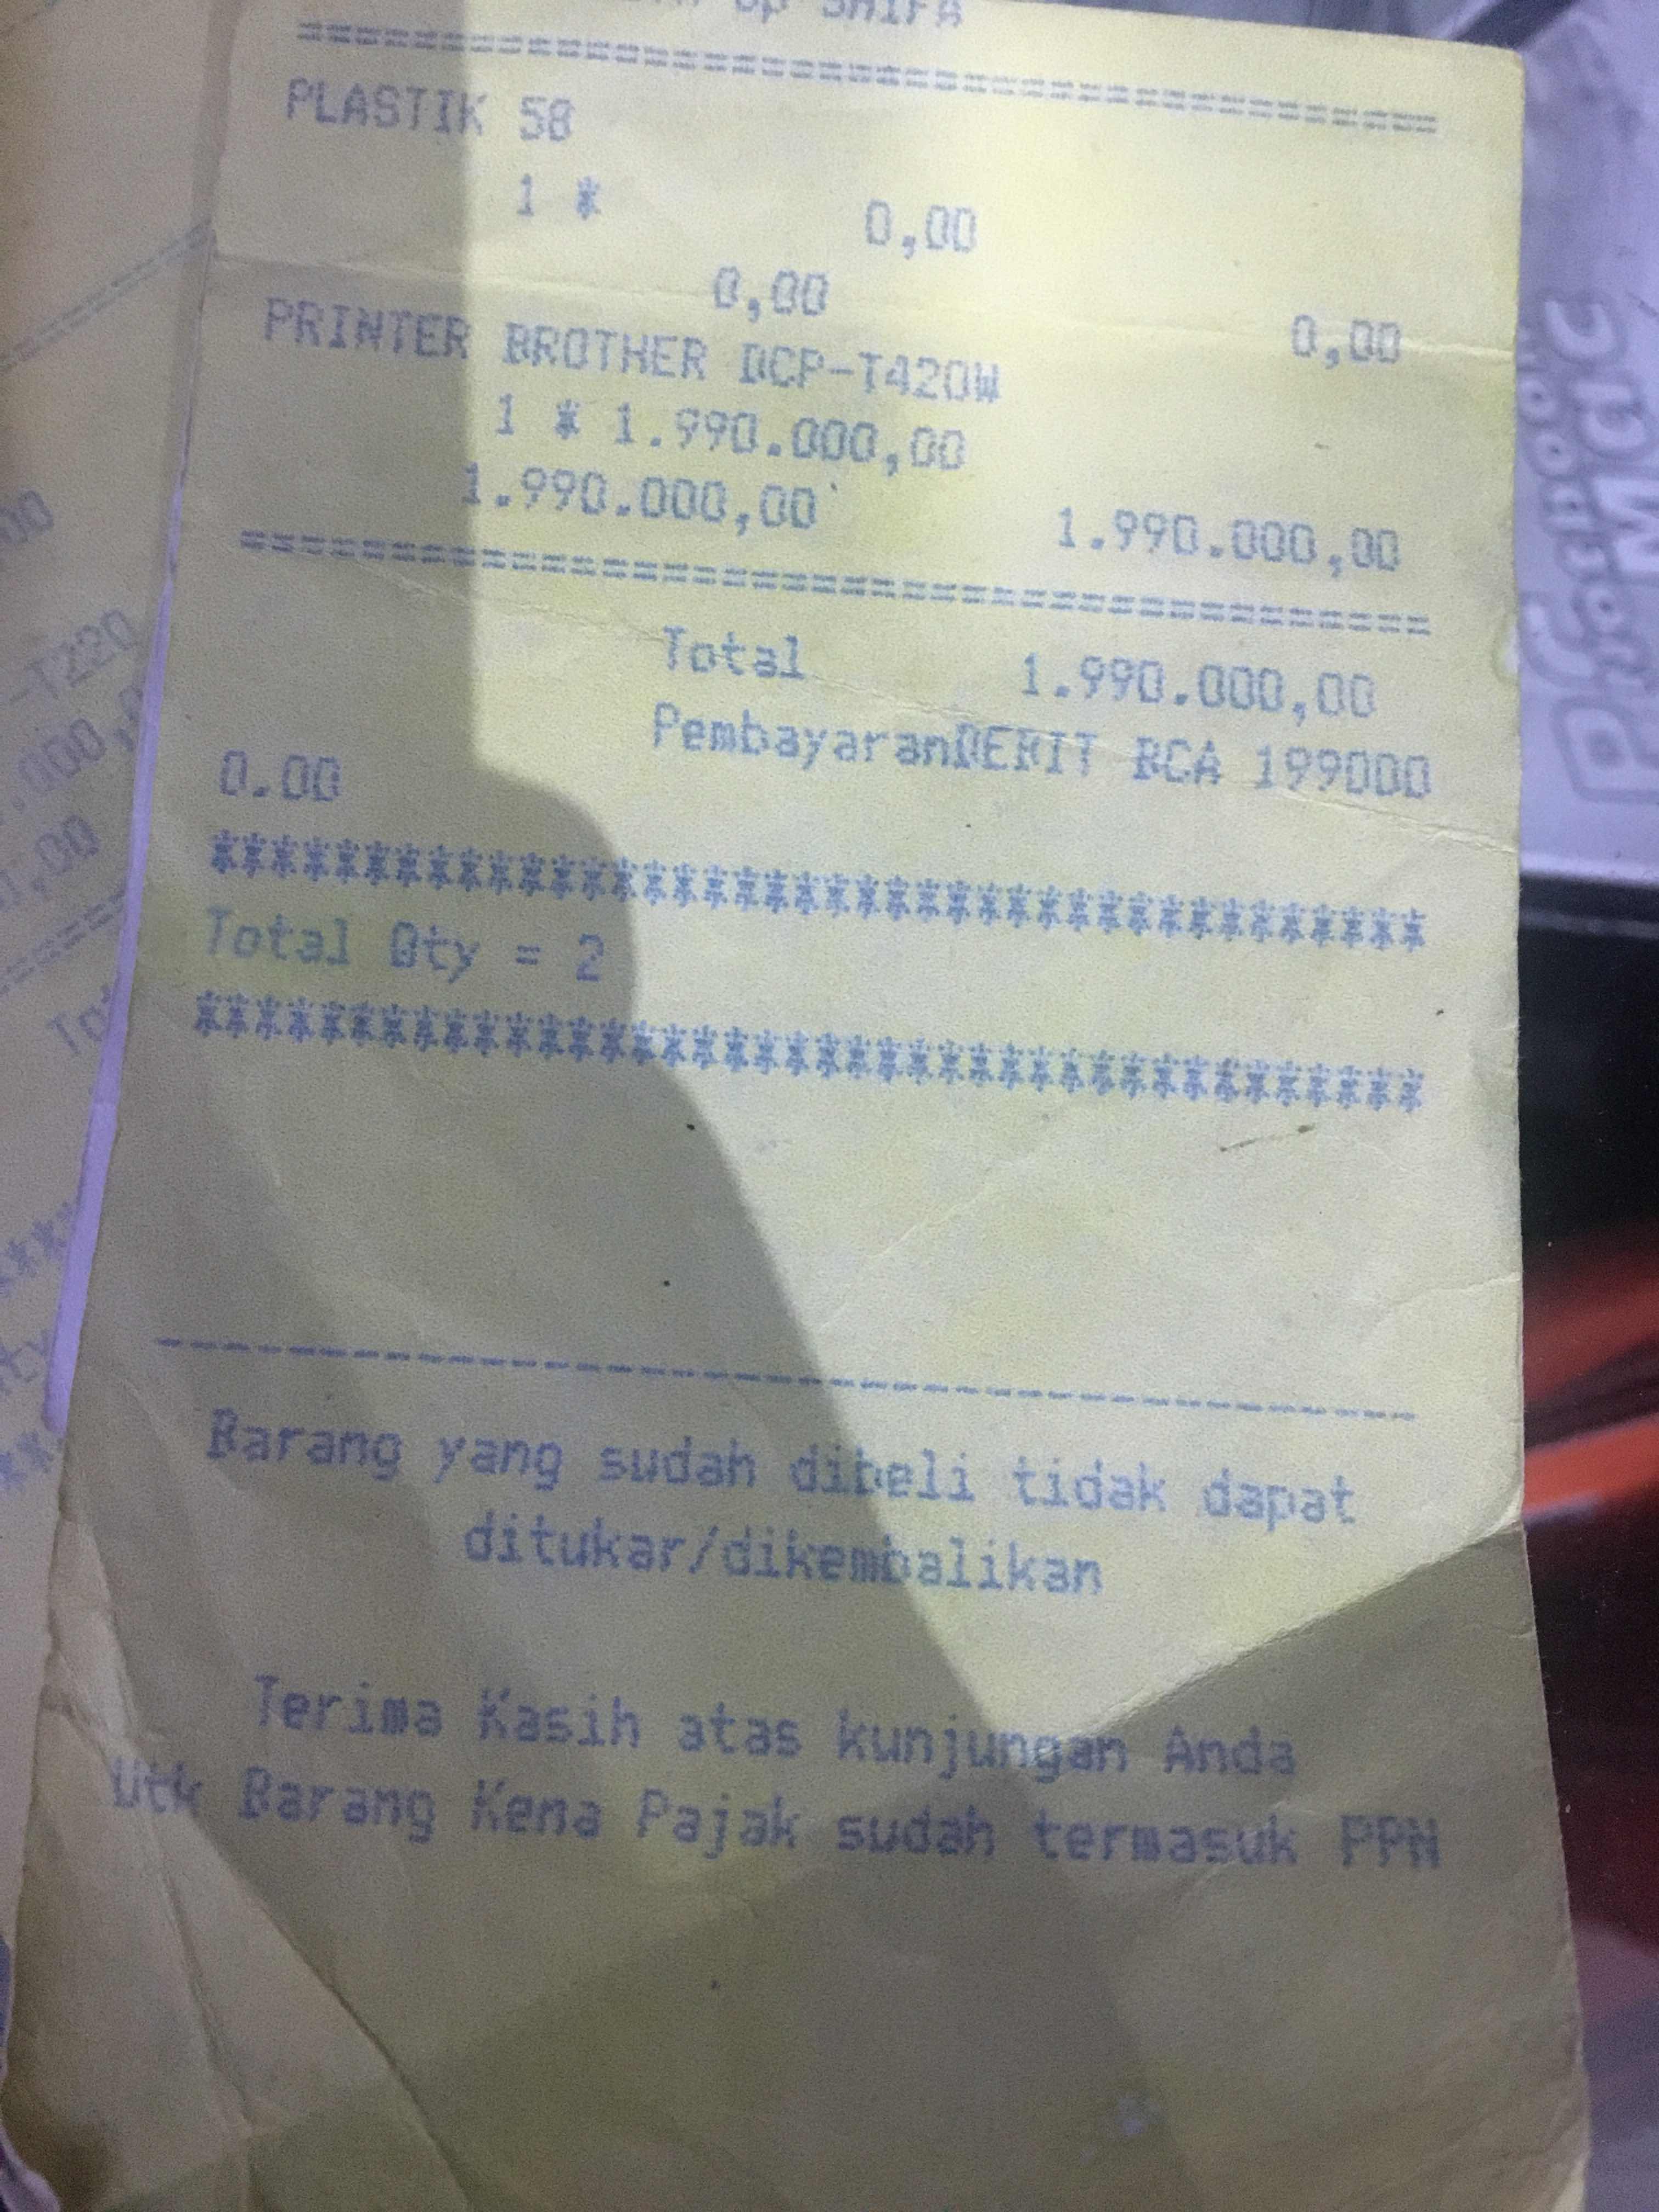 Op SHIFA
================================
PLASTIK 58
1 * 0,00
0,00 0,00
PRINTER BROTHER DCP-T420W
1 * 1.990.000,00
1.990.000,00 1.990.000,00
================================
Total 1.990.000,00
PembayaranDEBIT BCA 199000
0.00
****************************************
Total Qty = 2
****************************************
----------------------------------------
Barang yang sudah dibeli tidak dapat
ditukar/dikembalikan
Terima Kasih atas kunjungan Anda
Utk Barang Kena Pajak sudah termasuk PPN
-T220